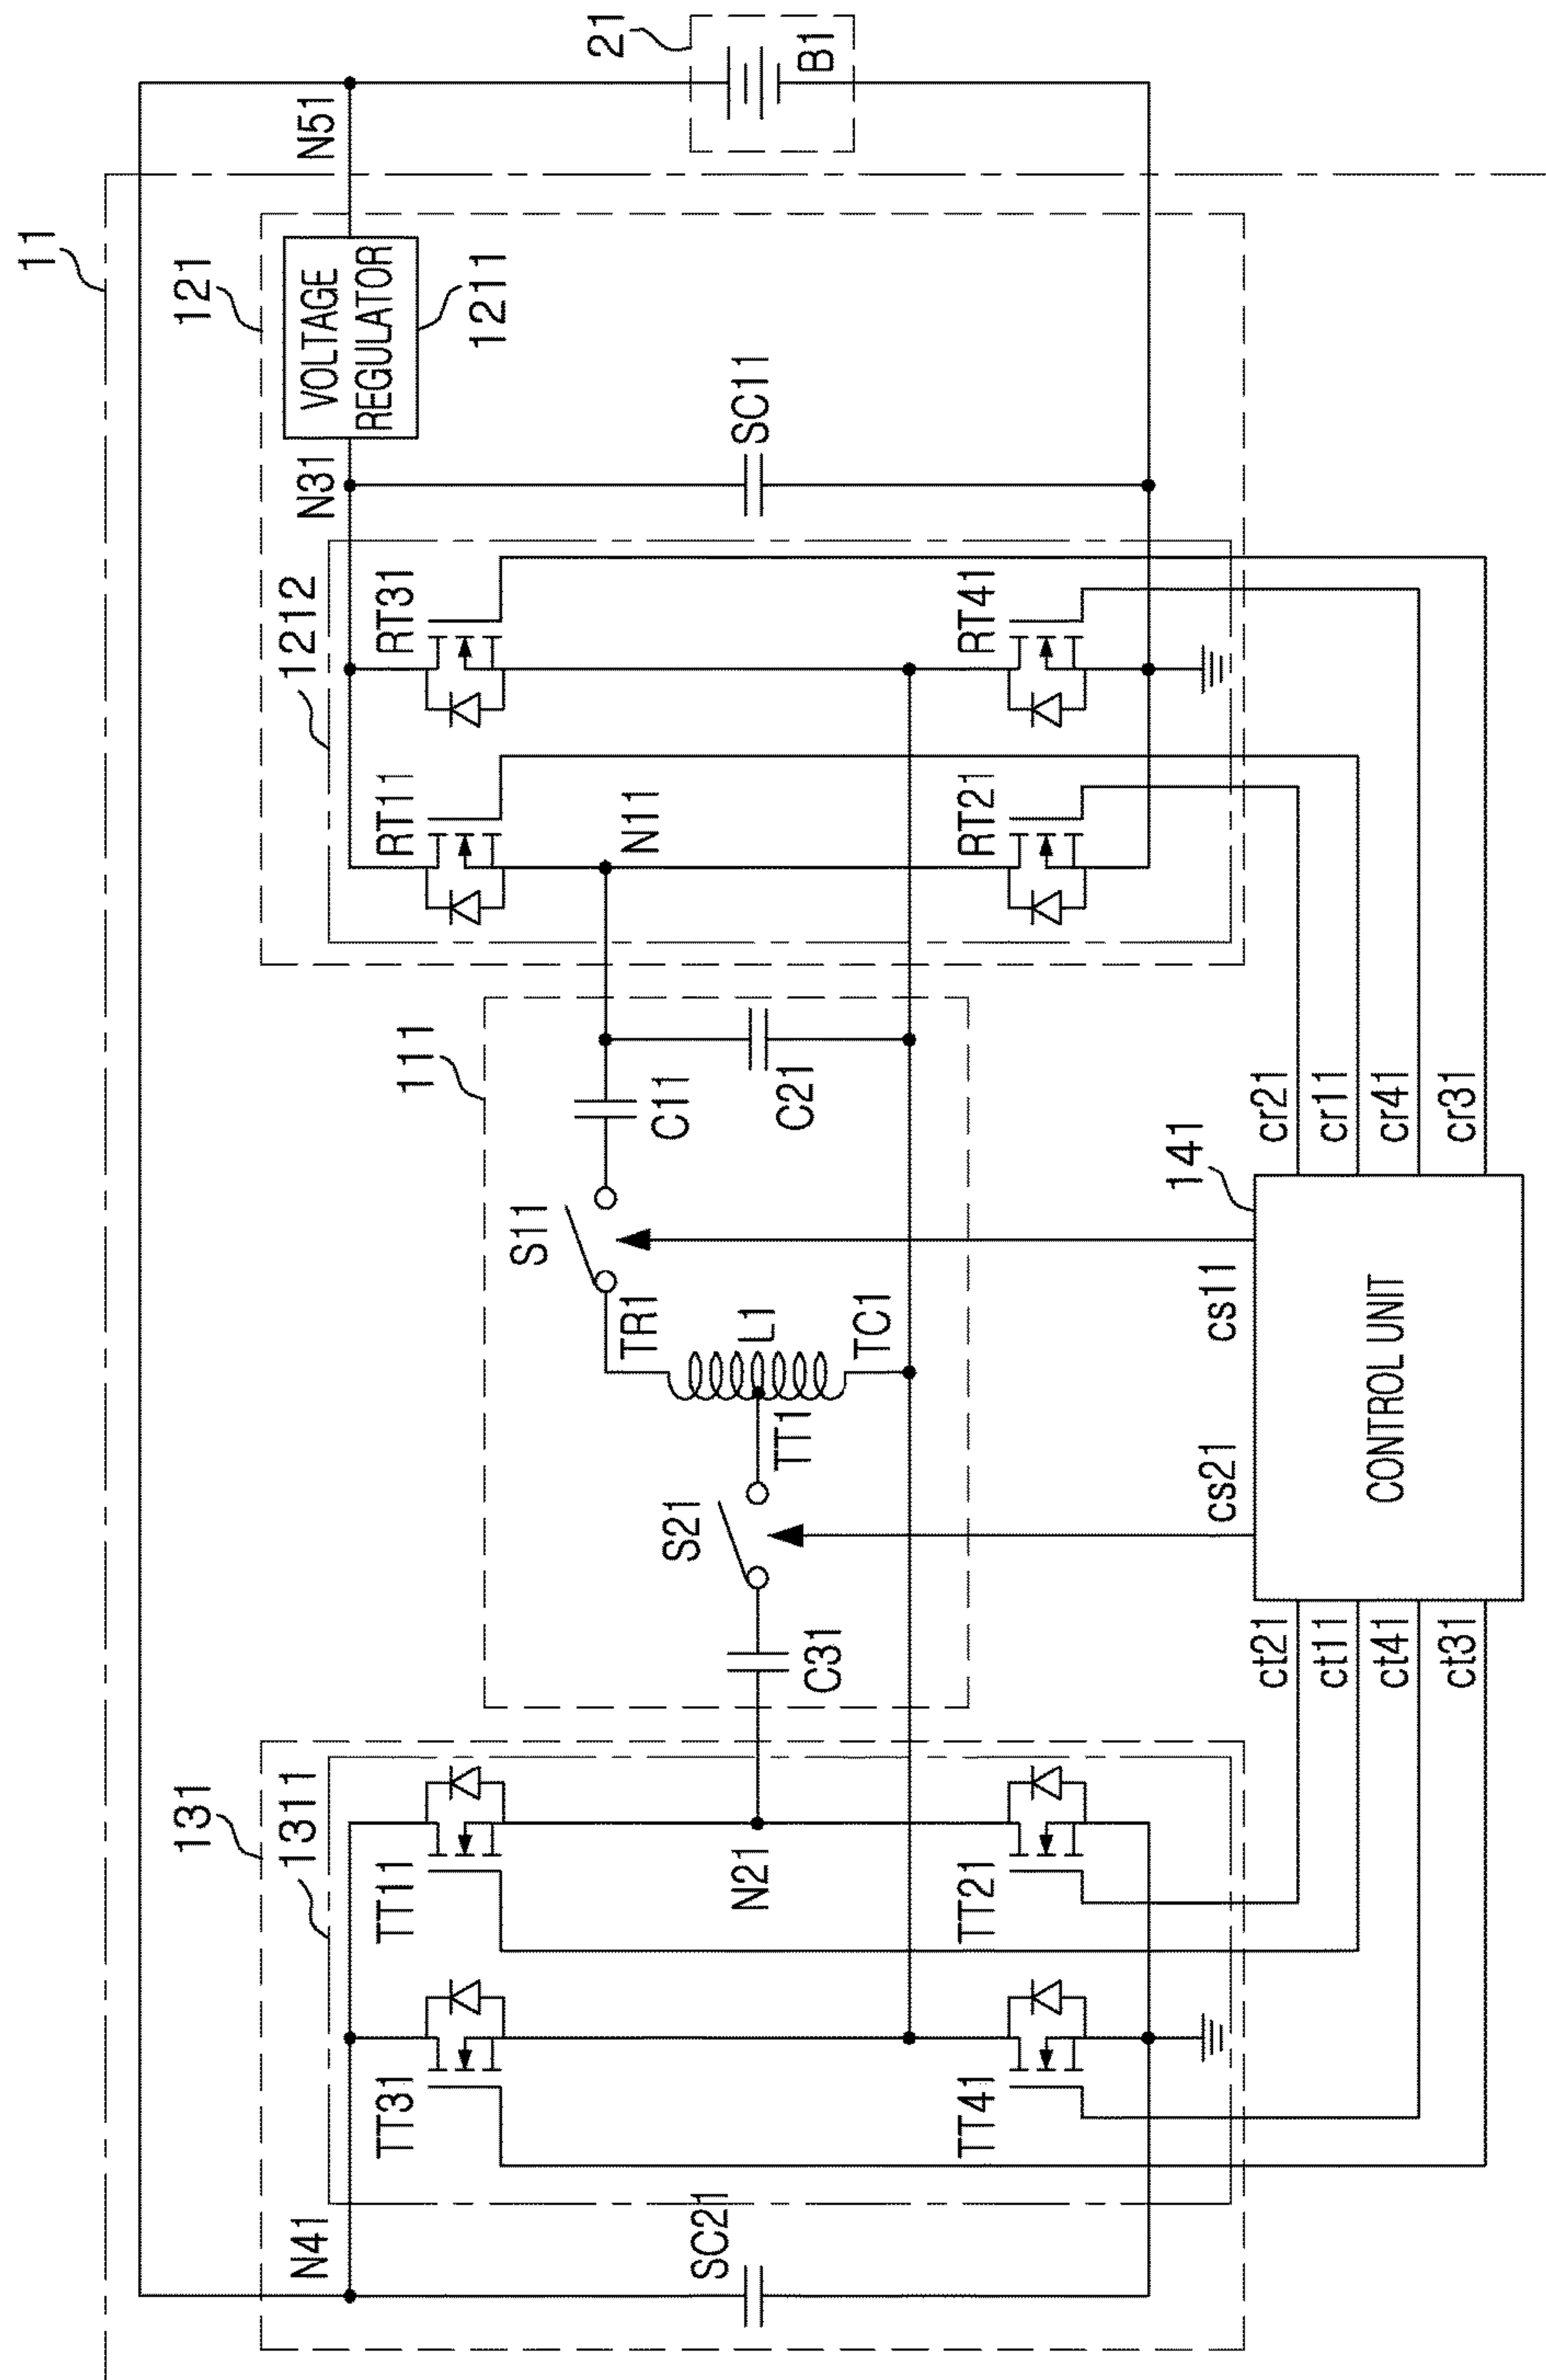 11
21
B1
N51
121
VOLTAGE
REGULATOR
1211
N31
SC11
1212
RT31
RT41
RT11
N11
RT21
111
C11
C21
S11
TR1
L1
TC1
TT1
S21
C31
141
cr21
cr11
cr41
cr31
cs11
cs21
CONTROL UNIT
ct21
ct11
ct41
ct31
131
1311
TT11
N21
TT21
TT31
TT41
N41
SC21